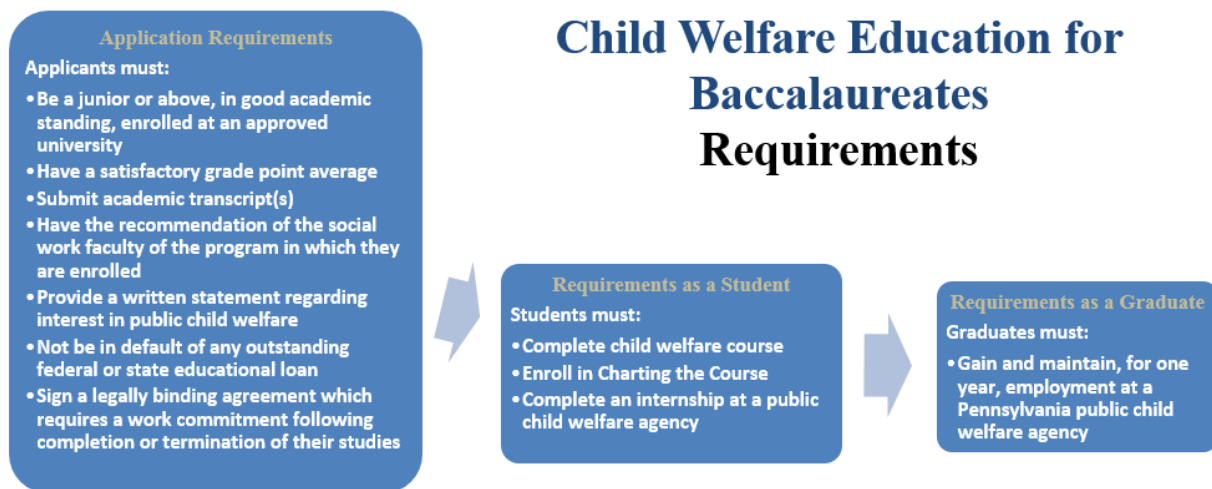 Child Welfare Education for
Baccalaureates
Requirements
Application Requirements
Applicants must:
•Be a junior or above, in good academic
standing, enrolled at an approved
university
•Have a satisfactory grade point average
•Submit academic transcript(s)
•Have the recommendation of the social
work faculty of the program in which they
are enrolled
•Provide a written statement regarding
interest in public child welfare
•Not be in default of any outstanding
federal or state educational loan
•Sign a legally binding agreement which
requires a work commitment following
completion or termination of their studies
Requirements as a Student
Students must:
•Complete child welfare course
•Enroll in Charting the Course
•Complete an internship at a public
child welfare agency
Requirements as a Graduate
Graduates must:
•Gain and maintain, for one
year, employment at a
Pennsylvania public child
welfare agency